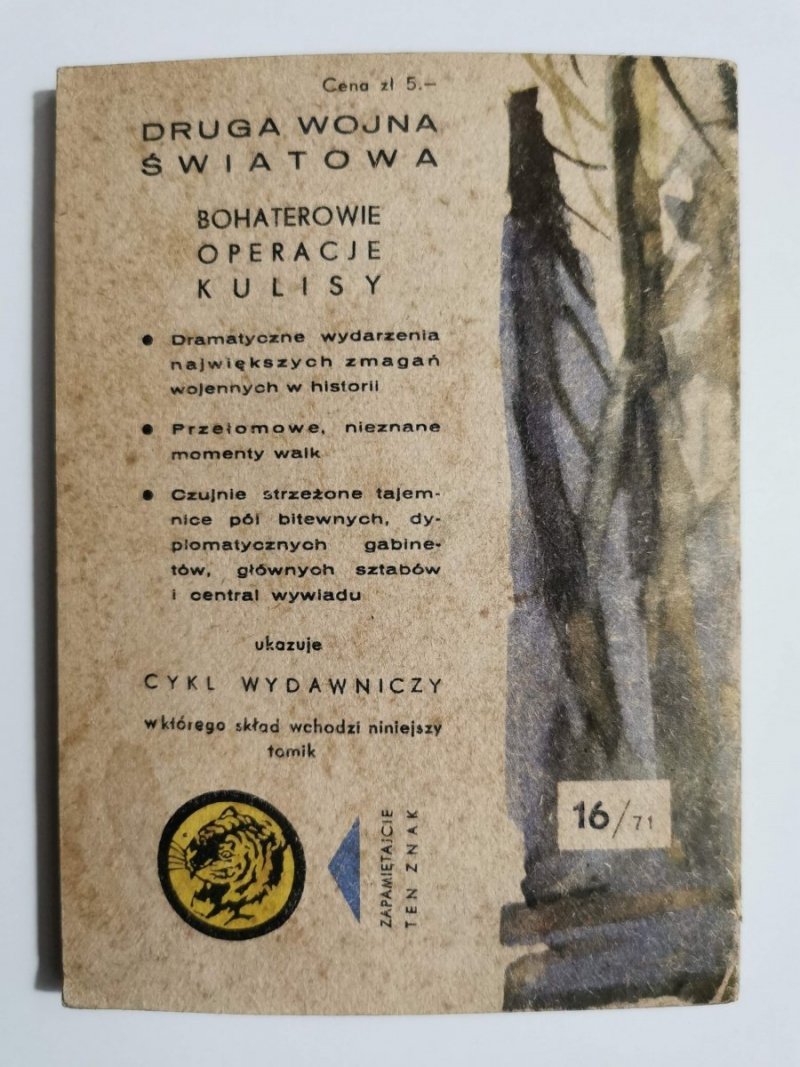 Cena zł 5.–
DRUGA WOJNA
ŚWIATOWA
BOHATEROWIE
OPERACJE
KULISY
● Dramatyczne wydarzenia
największych zmagań
wojennych w historii
● Przełomowe, nieznane
momenty walk
● Czujnie strzeżone tajem-
nice pól bitewnych, dy-
plomatycznych gabine-
tów, głównych sztabów
i central wywiadu
ukazuje
CYKL WYDAWNICZY
w którego skład wchodzi niniejszy
tomik
ZAPAMIĘTAJCIE
TEN ZNAK
16/71